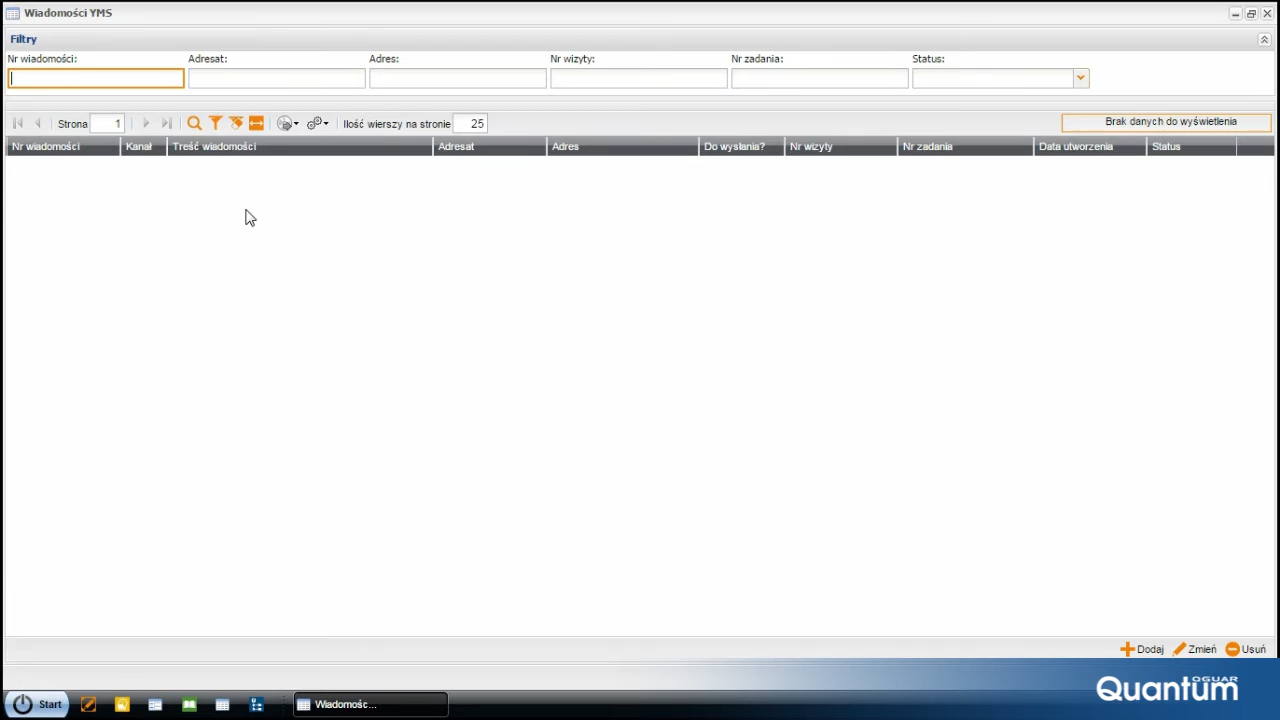 Wiadomości YMS
Filtry
Nr wiadomości: Adresat: Adres: Nr wizyty: Nr zadania: Status:
Strona 1 Ilość wierszy na stronie 25 Brak danych do wyświetlenia
Nr wiadomości Kanał Treść wiadomości Adresat Adres Do wysłania? Nr wizyty Nr zadania Data utworzenia Status
Dodaj Zmień Usuń
OGUAR
Quantum
Start Wiadomośc...